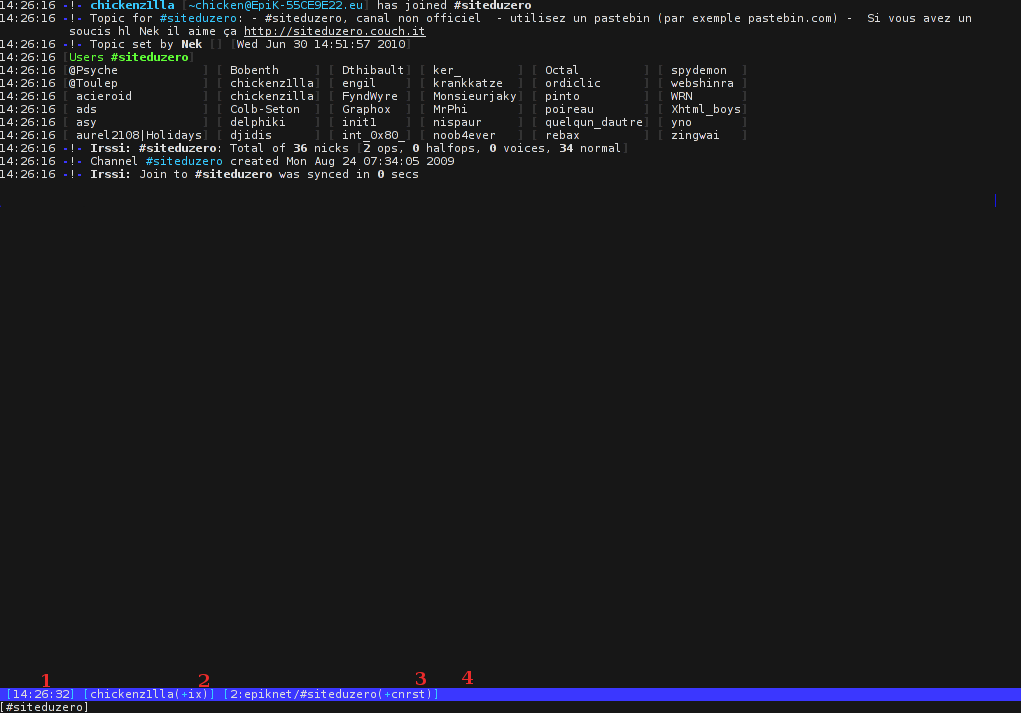 14:26:16 -!- chickenz1lla [~chicken@EpiK-55CE9E22.eu] has joined #siteduzero
14:26:16 -!- Topic for #siteduzero: - #siteduzero, canal non officiel - utilisez un pastebin (par exemple pastebin.com) - Si vous avez un
soucis hl Nek il aime ça http://siteduzero.couch.it
14:26:16 -!- Topic set by Nek [] [Wed Jun 30 14:51:57 2010]
14:26:16 [Users #siteduzero]
14:26:16 [@Psyche ] [ Bobenth ] [ Dthibault] [ ker_ ] [ Octal ] [ spydemon ]
14:26:16 [@Toulep ] [ chickenz1lla] [ engil ] [ krankkatze ] [ ordiclic ] [ webshinra ]
14:26:16 [ acieroid ] [ chickenzilla] [ FyndWyre ] [ Monsieurjaky] [ pinto ] [ WRN ]
14:26:16 [ ads ] [ Colb-Seton ] [ Graphox ] [ MrPhi ] [ poireau ] [ Xhtml_boys]
14:26:16 [ asy ] [ delphiki ] [ init1 ] [ nispaur ] [ quelqun_dautre] [ yno ]
14:26:16 [ aurel2108|Holidays] [ djidis ] [ int_0x80_ ] [ noob4ever ] [ rebax ] [ zingwai ]
14:26:16 -!- Irssi: #siteduzero: Total of 36 nicks [2 ops, 0 halfops, 0 voices, 34 normal]
14:26:16 -!- Channel #siteduzero created Mon Aug 24 07:34:05 2009
14:26:16 -!- Irssi: Join to #siteduzero was synced in 0 secs
1 2 3 4
[14:26:32] [chickenz1lla(+ix)] [2:epiknet/#siteduzero(+cnrst)]
[#siteduzero]